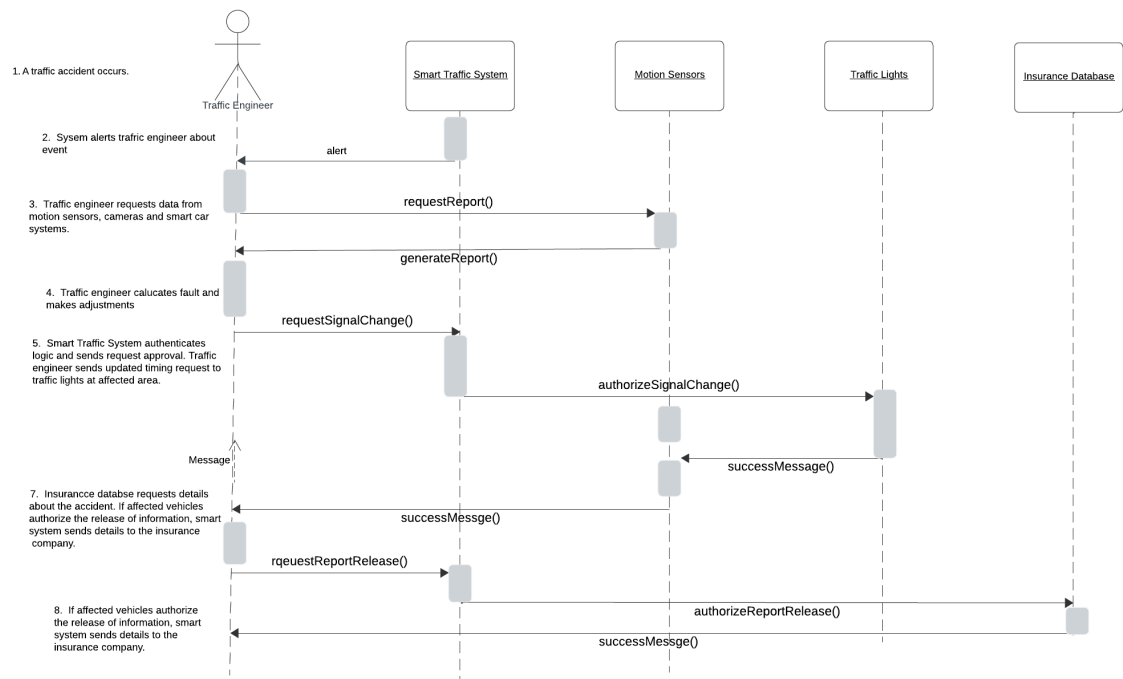 1. A traffic accident occurs.
Traffic Engineer
Smart Traffic System
Motion Sensors
Traffic Lights
Insurance Database
2. Sysem alerts trafric engineer about
event
alert
3. Traffic engineer requests data from
motion sensors, cameras and smart car
systems.
requestReport()
generateReport()
4. Traffic engineer calucates fault and
makes adjustments
requestSignalChange()
5. Smart Traffic System authenticates
logic and sends request approval. Traffic
engineer sends updated timing request to
traffic lights at affected area.
authorizeSignalChange()
Message
successMessage()
7. Insurancce databse requests details
about the accident. If affected vehicles
authorize the release of information, smart
system sends details to the insurance
company.
successMessge()
rqeuestReportRelease()
8. If affected vehicles authorize
the release of information, smart
system sends details to the
insurance company.
authorizeReportRelease()
successMessge()